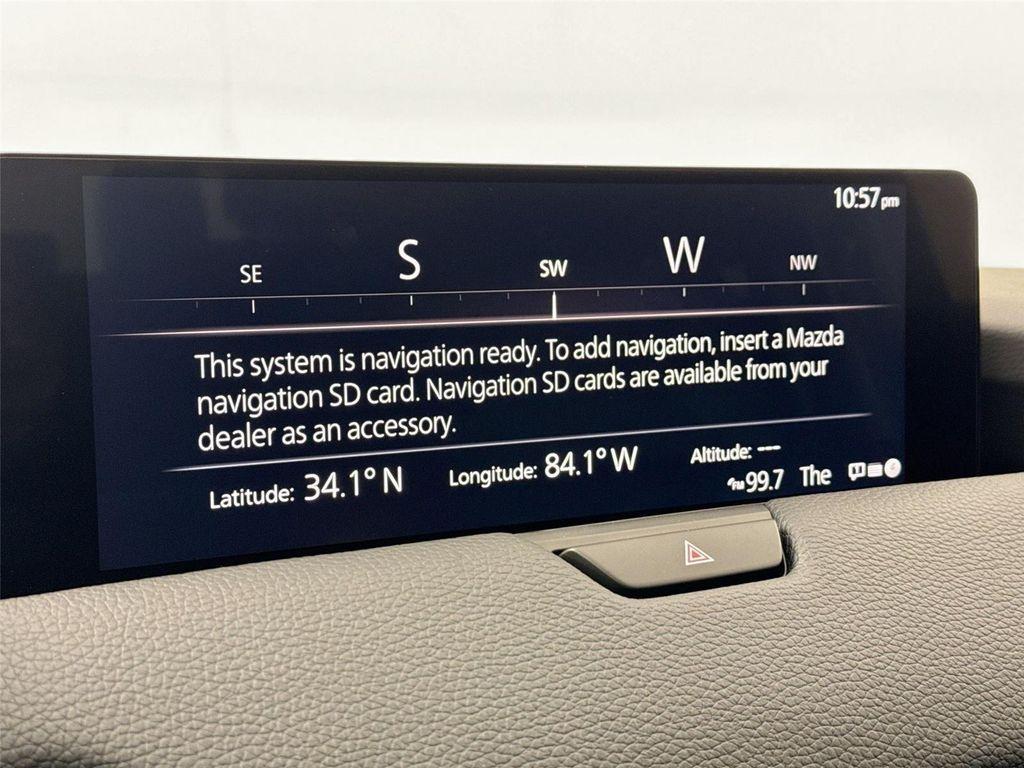 10:57pm
SE S SW W NW
This system is navigation ready. To add navigation, insert a Mazda
navigation SD card. Navigation SD cards are available from your
dealer as an accessory.
Latitude: 34.1° N Longitude: 84.1° W Altitude: ---
FM 99.7 The